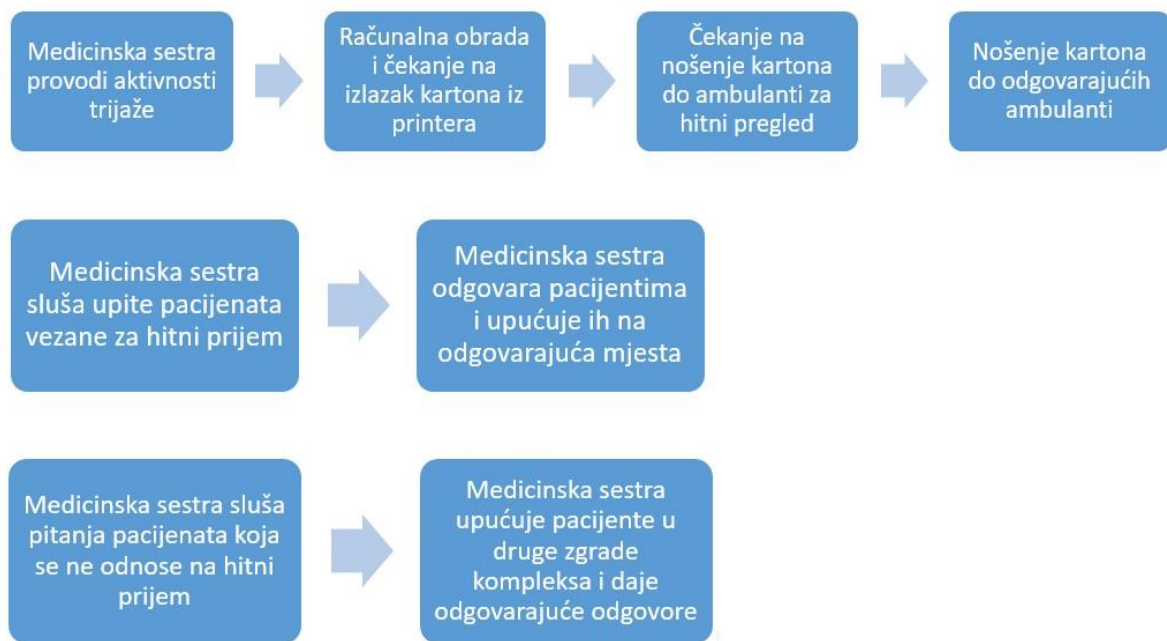 Medicinska sestra
provodi aktivnosti
trijaže
Računalna obrada
i čekanje na
izlazak kartona iz
printera
Čekanje na
nošenje kartona
do ambulanti za
hitni pregled
Nošenje kartona
do odgovarajućih
ambulanti
Medicinska sestra
sluša upite pacijenata
vezane za hitni prijem
Medicinska sestra
odgovara pacijentima
i upućuje ih na
odgovarajuća mjesta
Medicinska sestra sluša
pitanja pacijenata koja
se ne odnose na hitni
prijem
Medicinska sestra
upućuje pacijente u
druge zgrade
kompleksa i daje
odgovarajuće odgovore